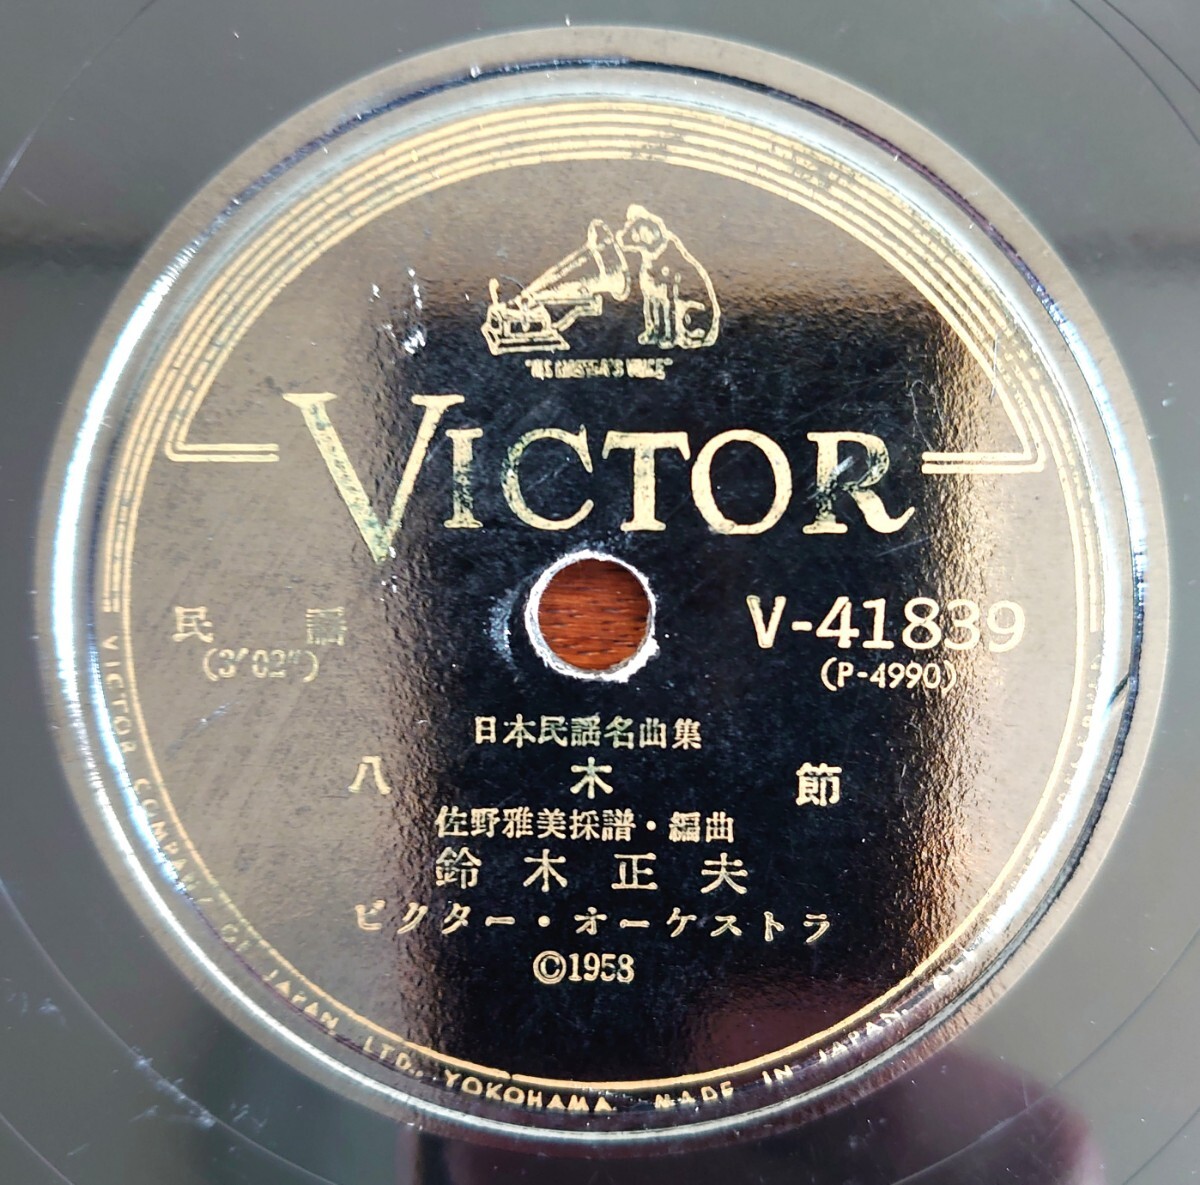 "HIS MASTER'S VOICE"
VICTOR
民謡
(3′02″)
V-41839
(P-4990)
日本民謡名曲集
八木節
佐野雅美採譜・編曲
鈴木正夫
ビクター・オーケストラ
©1958
VICTOR COMPANY OF JAPAN, LTD., YOKOHAMA. MADE IN JAPAN.